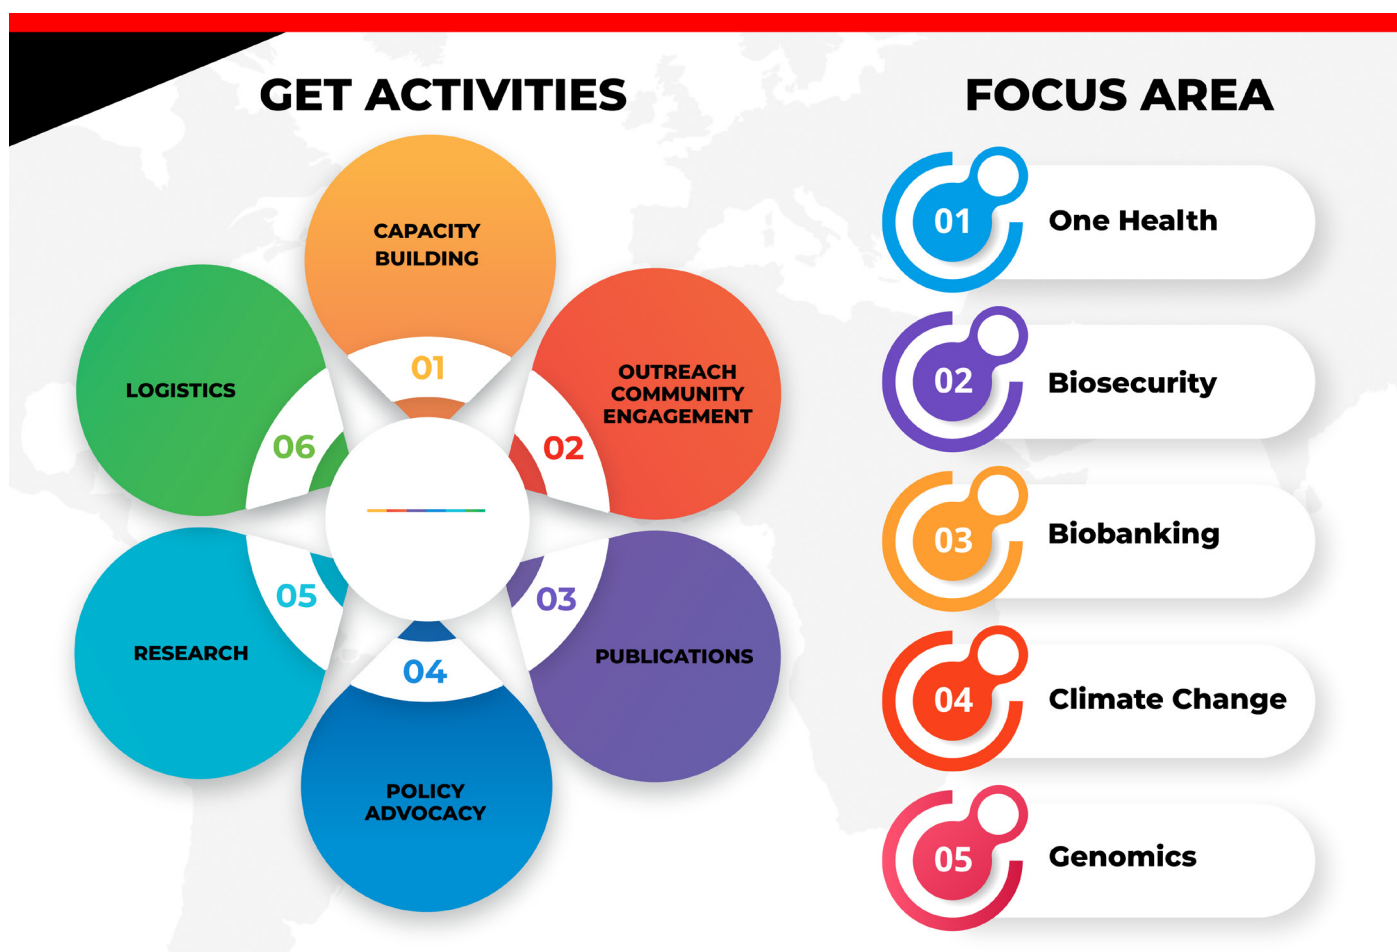 GET ACTIVITIES
CAPACITY
BUILDING
01
OUTREACH
COMMUNITY
ENGAGEMENT
02
03
PUBLICATIONS
04
POLICY
ADVOCACY
05
RESEARCH
06
LOGISTICS
FOCUS AREA
01 One Health
02 Biosecurity
03 Biobanking
04 Climate Change
05 Genomics